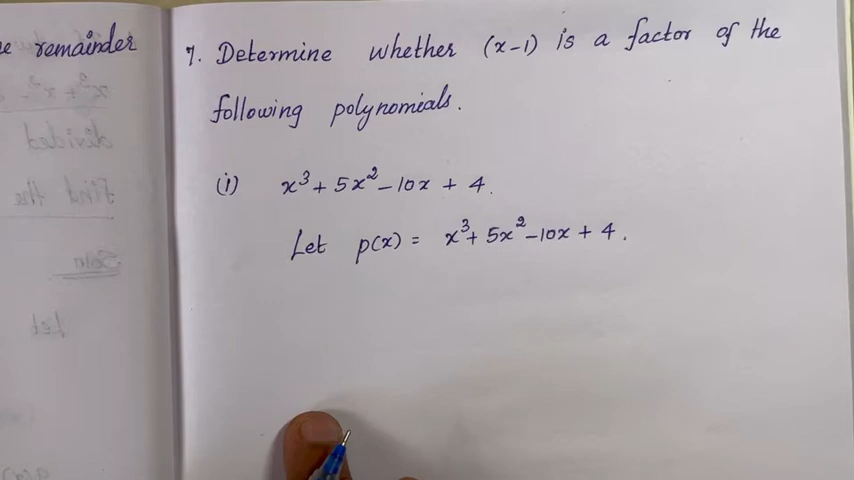 e remainder
7. Determine whether (x-1) is a factor of the
following polynomials.
(i) x³ + 5x² - 10x + 4.
Let p(x) = x³ + 5x² - 10x + 4.